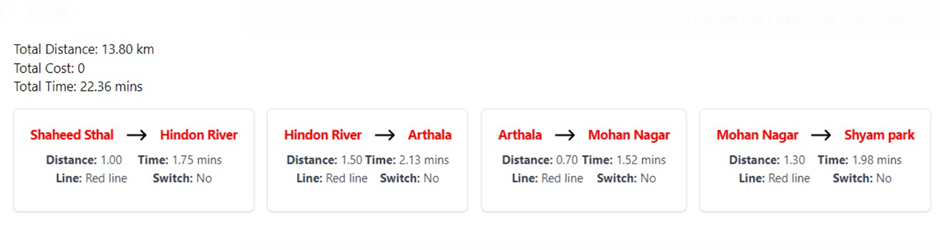 Total Distance: 13.80 km
Total Cost: 0
Total Time: 22.36 mins
Shaheed Sthal → Hindon River
Distance: 1.00 Time: 1.75 mins
Line: Red line Switch: No
Hindon River → Arthala
Distance: 1.50 Time: 2.13 mins
Line: Red line Switch: No
Arthala → Mohan Nagar
Distance: 0.70 Time: 1.52 mins
Line: Red line Switch: No
Mohan Nagar → Shyam park
Distance: 1.30 Time: 1.98 mins
Line: Red line Switch: No